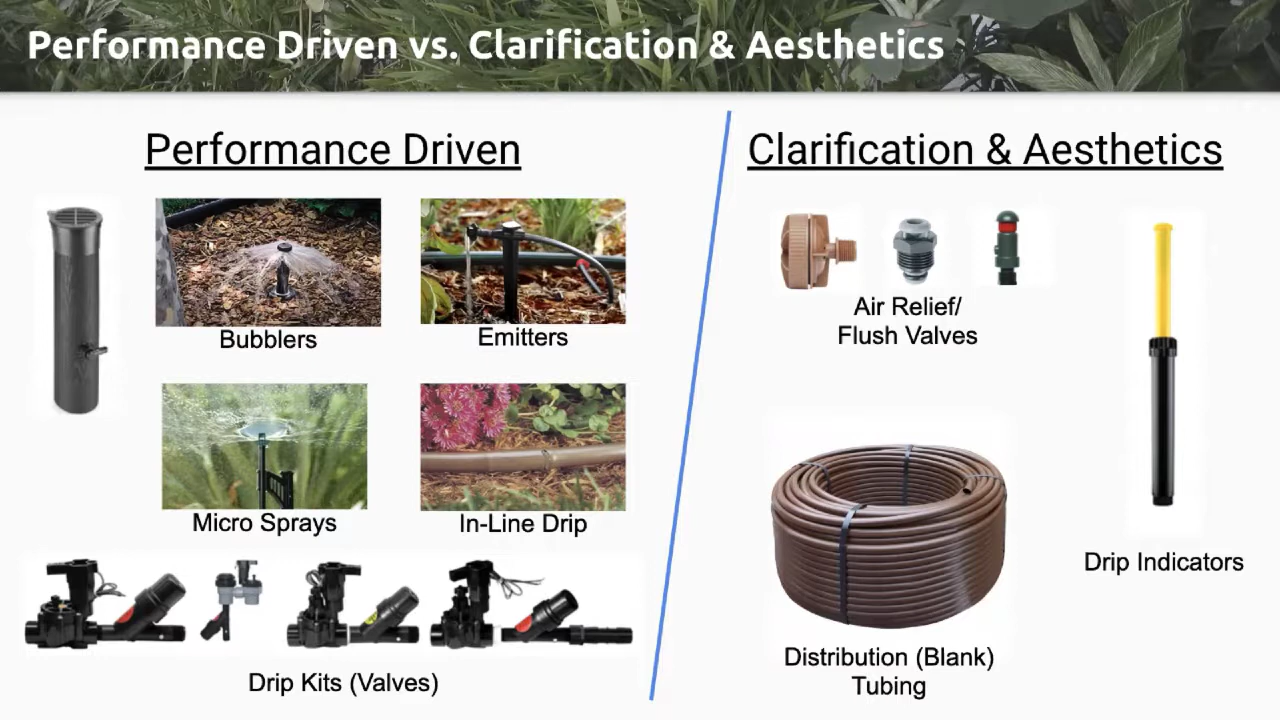 Performance Driven vs. Clarification & Aesthetics
Performance Driven
Bubblers
Emitters
Micro Sprays
In-Line Drip
Drip Kits (Valves)
Clarification & Aesthetics
Air Relief/
Flush Valves
Drip Indicators
Distribution (Blank)
Tubing